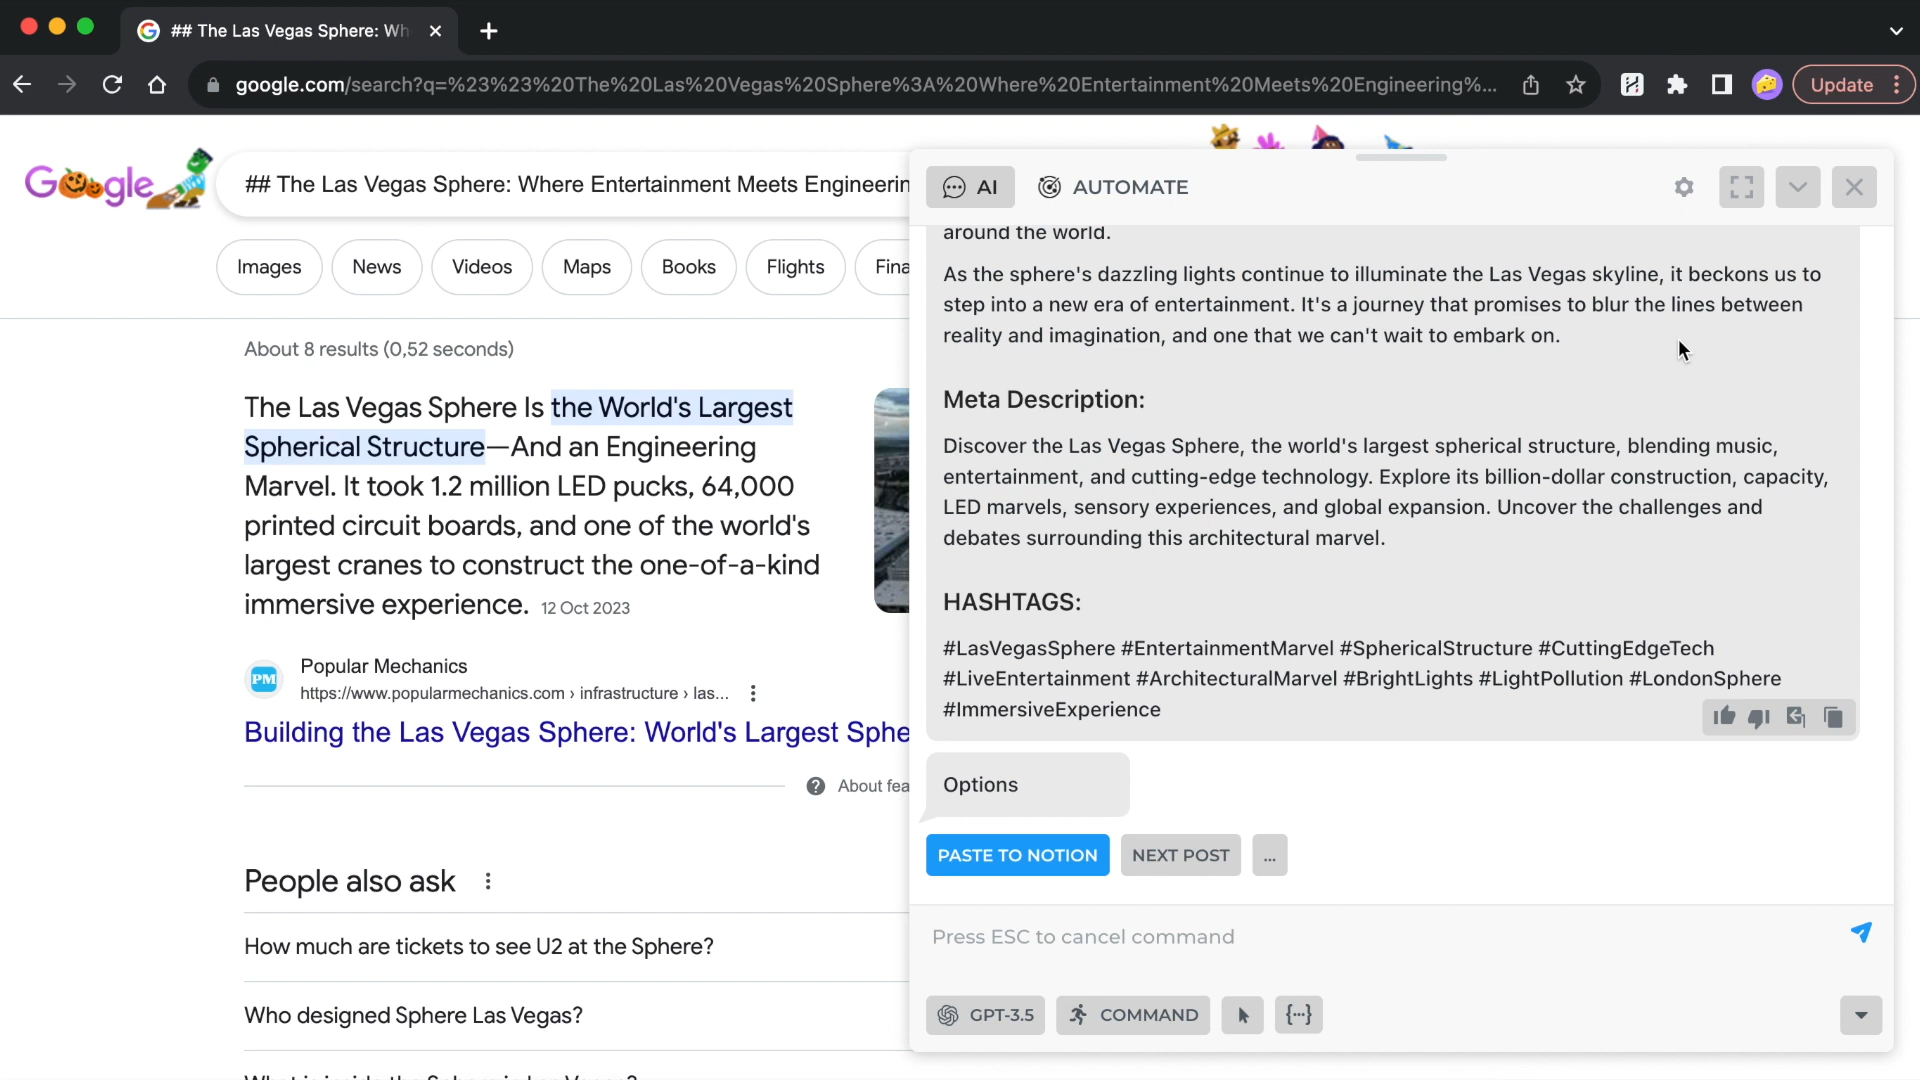 ## The Las Vegas Sphere: Wh
google.com/search?q=%23%23%20The%20Las%20Vegas%20Sphere%3A%20Where%20Entertainment%20Meets%20Engineering%...
Update
Google
## The Las Vegas Sphere: Where Entertainment Meets Engineerin
Images
News
Videos
Maps
Books
Flights
Fina
About 8 results (0,52 seconds)
The Las Vegas Sphere Is the World's Largest
Spherical Structure—And an Engineering
Marvel. It took 1.2 million LED pucks, 64,000
printed circuit boards, and one of the world's
largest cranes to construct the one-of-a-kind
immersive experience. 12 Oct 2023
PM
Popular Mechanics
https://www.popularmechanics.com › infrastructure › las...
Building the Las Vegas Sphere: World's Largest Sphe
About fea
People also ask
How much are tickets to see U2 at the Sphere?
Who designed Sphere Las Vegas?
AI
AUTOMATE
around the world.
As the sphere's dazzling lights continue to illuminate the Las Vegas skyline, it beckons us to
step into a new era of entertainment. It's a journey that promises to blur the lines between
reality and imagination, and one that we can't wait to embark on.
Meta Description:
Discover the Las Vegas Sphere, the world's largest spherical structure, blending music,
entertainment, and cutting-edge technology. Explore its billion-dollar construction, capacity,
LED marvels, sensory experiences, and global expansion. Uncover the challenges and
debates surrounding this architectural marvel.
HASHTAGS:
#LasVegasSphere #EntertainmentMarvel #SphericalStructure #CuttingEdgeTech
#LiveEntertainment #ArchitecturalMarvel #BrightLights #LightPollution #LondonSphere
#ImmersiveExperience
Options
PASTE TO NOTION
NEXT POST
...
Press ESC to cancel command
GPT-3.5
COMMAND
{...}